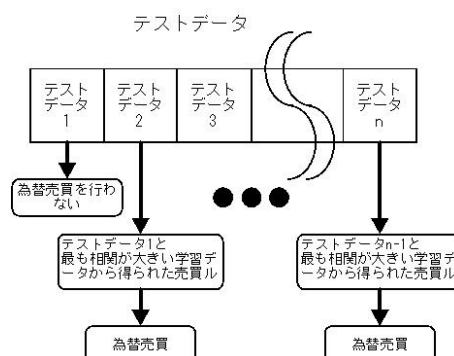 テストデータ
テスト
データ
1
テスト
データ
2
テスト
データ
3
テスト
データ
n
為替売買を行わ
ない
テストデータ1と
最も相関が大きい学習デ
ータから得られた売買ル
テストデータn-1と
最も相関が大きい学習デ
ータから得られた売買ル
為替売買
為替売買